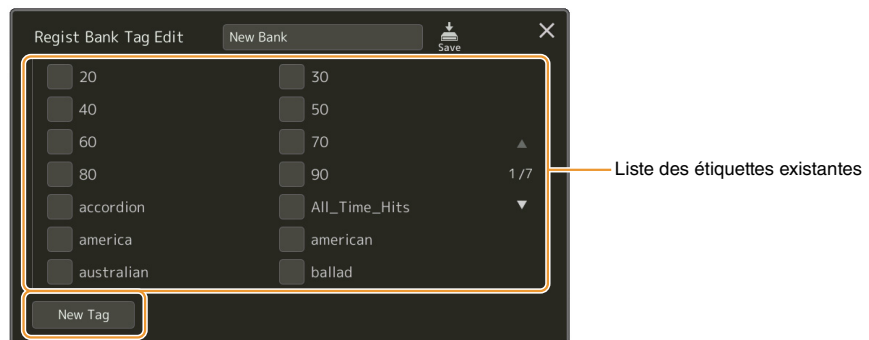 Regist Bank Tag Edit New Bank Save
20 30
40 50
60 70
80 90 1/7 Liste des étiquettes existantes
accordion All_Time_Hits
america american
australian ballad
New Tag